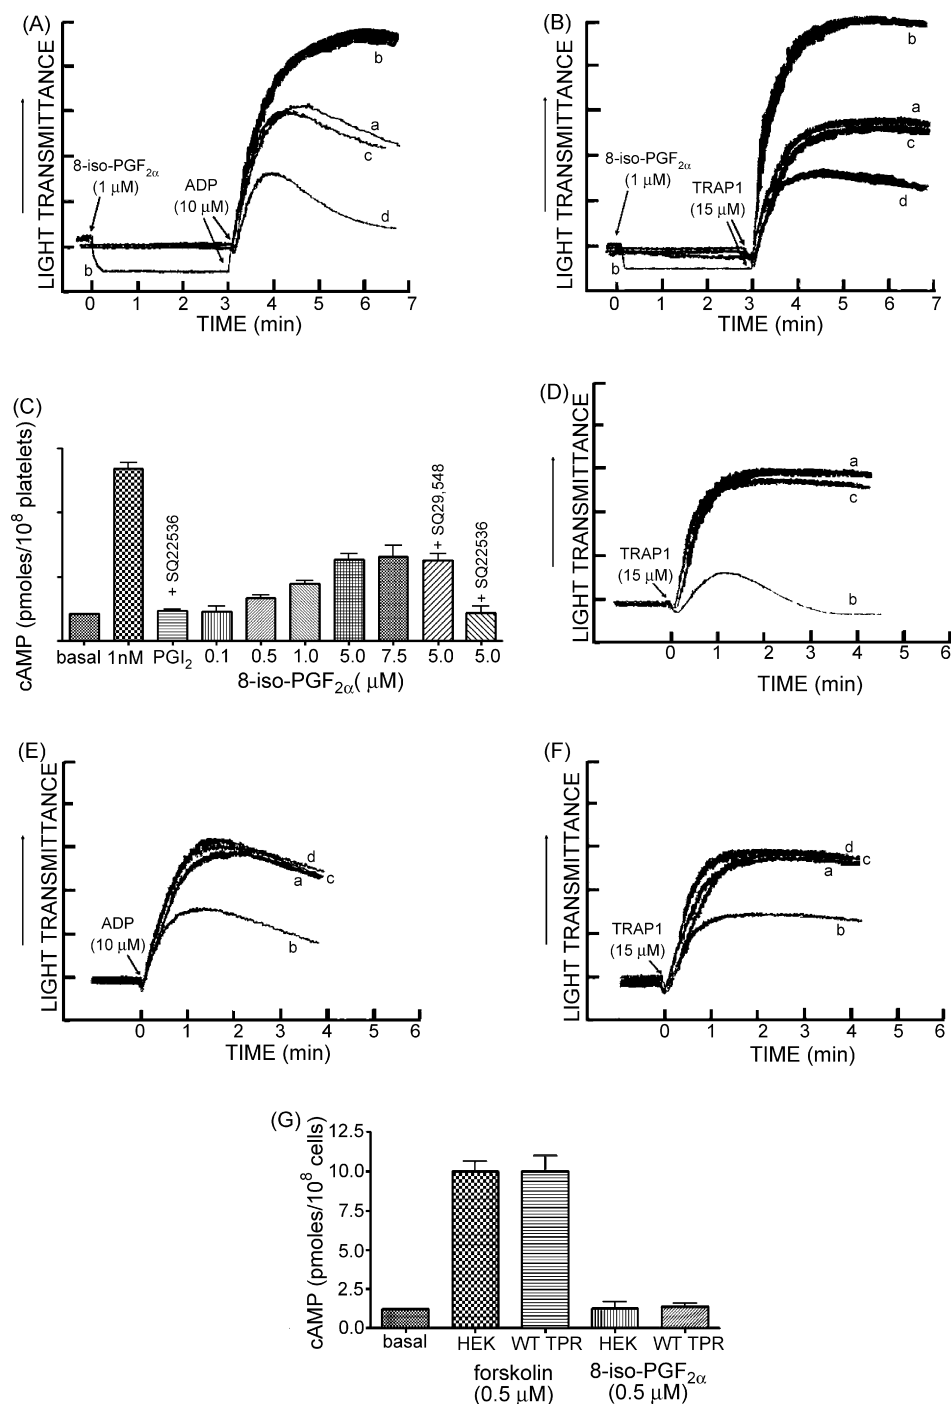 (A)
LIGHT TRANSMITTANCE
8-iso-PGF2α
(1 μM)
ADP
(10 μM)
b
a
c
d
b
0 1 2 3 4 5 6 7
TIME (min)
(B)
LIGHT TRANSMITTANCE
8-iso-PGF2α
(1 μM)
TRAP1
(15 μM)
b
a
c
d
b
0 1 2 3 4 5 6 7
TIME (min)
(C)
cAMP (pmoles/10^8 platelets)
+ SQ22536
+ SQ29,548
+ SQ22536
basal 1nM PGI2 0.1 0.5 1.0 5.0 7.5 5.0 5.0
8-iso-PGF2α( μM)
(D)
LIGHT TRANSMITTANCE
TRAP1
(15 μM)
a
c
b
0 1 2 3 4 5 6
TIME (min)
(E)
LIGHT TRANSMITTANCE
ADP
(10 μM)
d
a c
b
0 1 2 3 4 5 6
TIME (min)
(F)
LIGHT TRANSMITTANCE
TRAP1
(15 μM)
d
c
a
b
0 1 2 3 4 5 6
TIME (min)
(G)
cAMP (pmoles/10^8 cells)
12.5
10.0
7.5
5.0
2.5
0.0
basal HEK WT TPR HEK WT TPR
forskolin 8-iso-PGF2α
(0.5 μM) (0.5 μM)